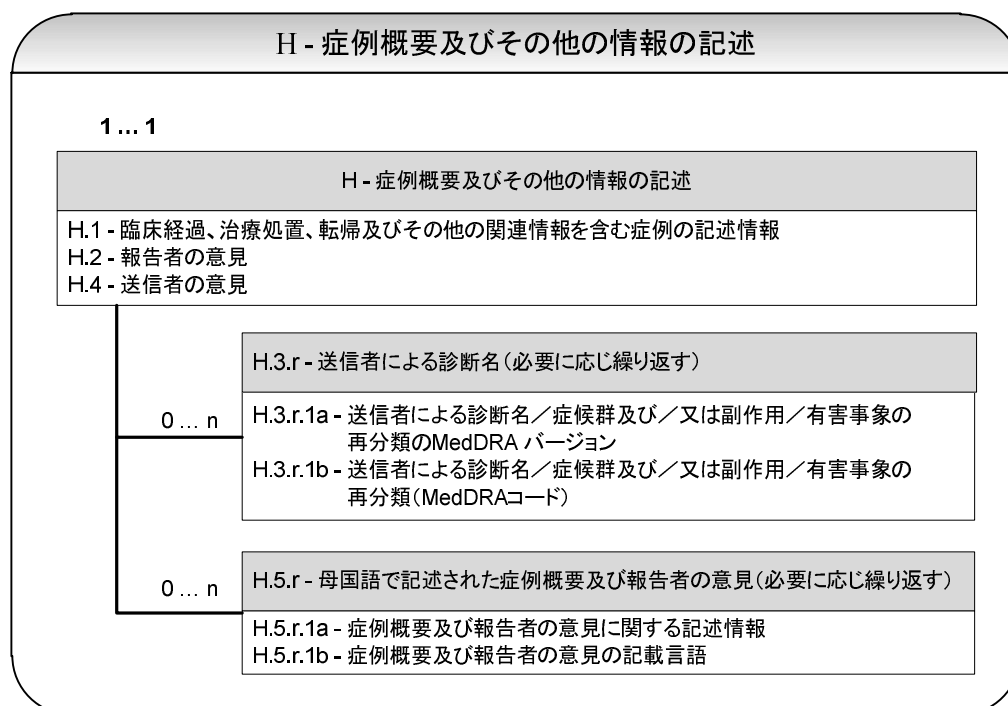 H - 症例概要及びその他の情報の記述
1 ... 1
H - 症例概要及びその他の情報の記述
H.1 - 臨床経過、治療処置、転帰及びその他の関連情報を含む症例の記述情報
H.2 - 報告者の意見
H.4 - 送信者の意見
H.3.r - 送信者による診断名（必要に応じ繰り返す）
0 ... n
H.3.r.1a - 送信者による診断名／症候群及び／又は副作用／有害事象の
再分類のMedDRA バージョン
H.3.r.1b - 送信者による診断名／症候群及び／又は副作用／有害事象の
再分類（MedDRAコード）
H.5.r - 母国語で記述された症例概要及び報告者の意見（必要に応じ繰り返す）
0 ... n
H.5.r.1a - 症例概要及び報告者の意見に関する記述情報
H.5.r.1b - 症例概要及び報告者の意見の記載言語